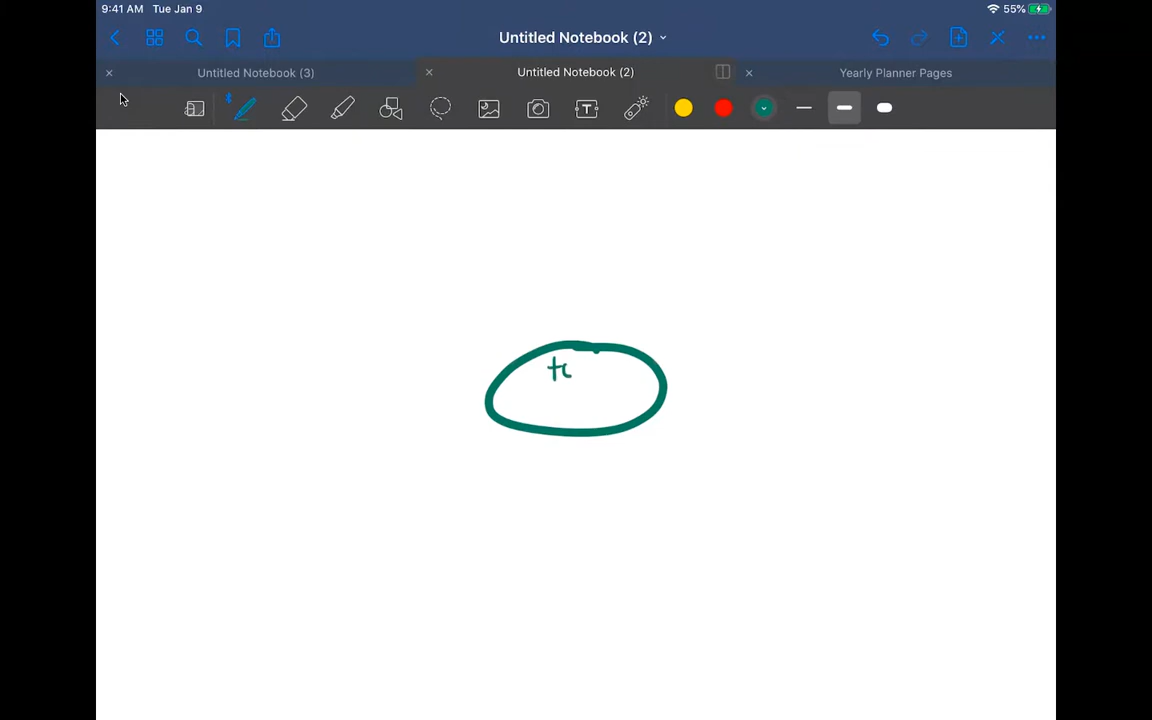 9:41 AM Tue Jan 9
55%
Untitled Notebook (2)
Untitled Notebook (3)
Untitled Notebook (2)
Yearly Planner Pages
T